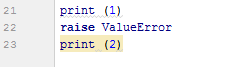 21 print (1)
22 raise ValueError
23 print (2)